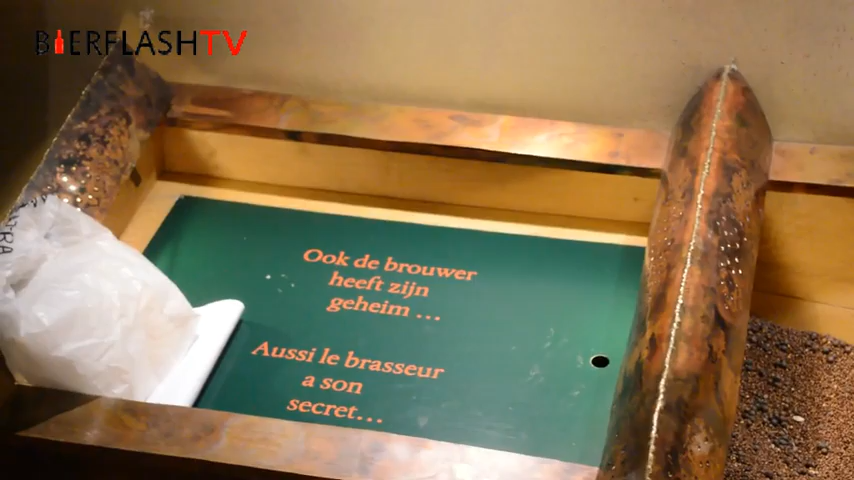 BIERFLASHTV
Ook de brouwer
heeft zijn
geheim ...
Aussi le brasseur
a son
secret...